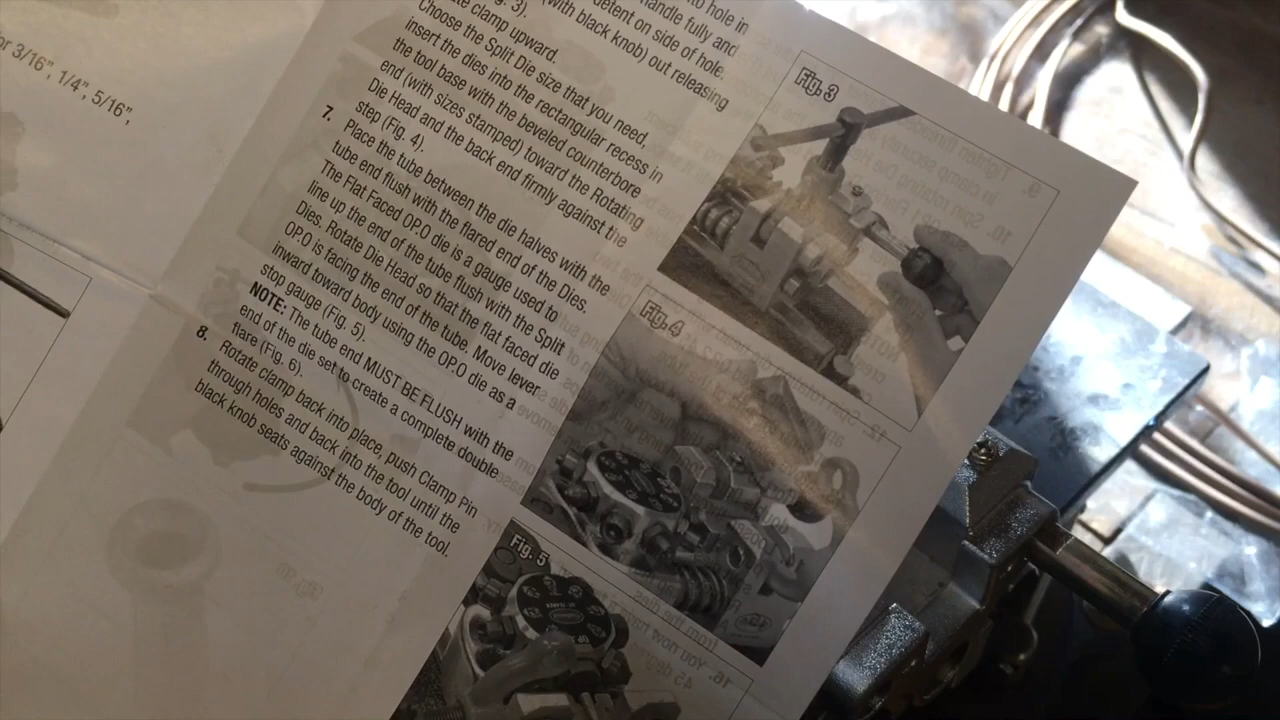 or 3/16", 1/4", 5/16",
to hole in
handle fully and
detent on side of hole.
(with black knob) out releasing
clamp upward.
Choose the Split Die size that you need,
insert the dies into the rectangular recess in
the tool base with the beveled counterbore
end (with sizes stamped) toward the Rotating
Die Head and the back end firmly against the
step (Fig. 4).
7. Place the tube between the die halves with the
tube end flush with the flared end of the Dies.
The Flat Faced OP.O die is a gauge used to
line up the end of the tube flush with the Split
Dies. Rotate Die Head so that the flat faced die
OP.O is facing the end of the tube. Move lever
inward toward body using the OP.O die as a
stop gauge (Fig. 5).
NOTE: The tube end MUST BE FLUSH with the
end of the die set to create a complete double
flare (Fig. 6).
8. Rotate clamp back into place, push Clamp Pin
through holes and back into the tool until the
black knob seats against the body of the tool.
Fig. 3
Fig. 4
Fig. 5